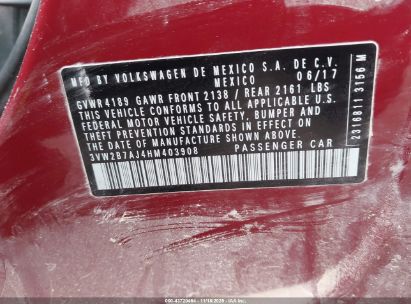 MFD BY VOLKSWAGEN DE MEXICO S.A. DE C.V.
MEXICO 06/17
GVWR4189 GAWR FRONT 2138 / REAR 2161 LBS
THIS VEHICLE CONFORMS TO ALL APPLICABLE
FEDERAL MOTOR VEHICLE SAFETY, BUMPER, AND
THEFT PREVENTION STANDARDS IN EFFECT ON THE
DATE OF MANUFACTURE SHOWN ABOVE.
3VW2B7AJ4HM403908 PASSENGER CAR